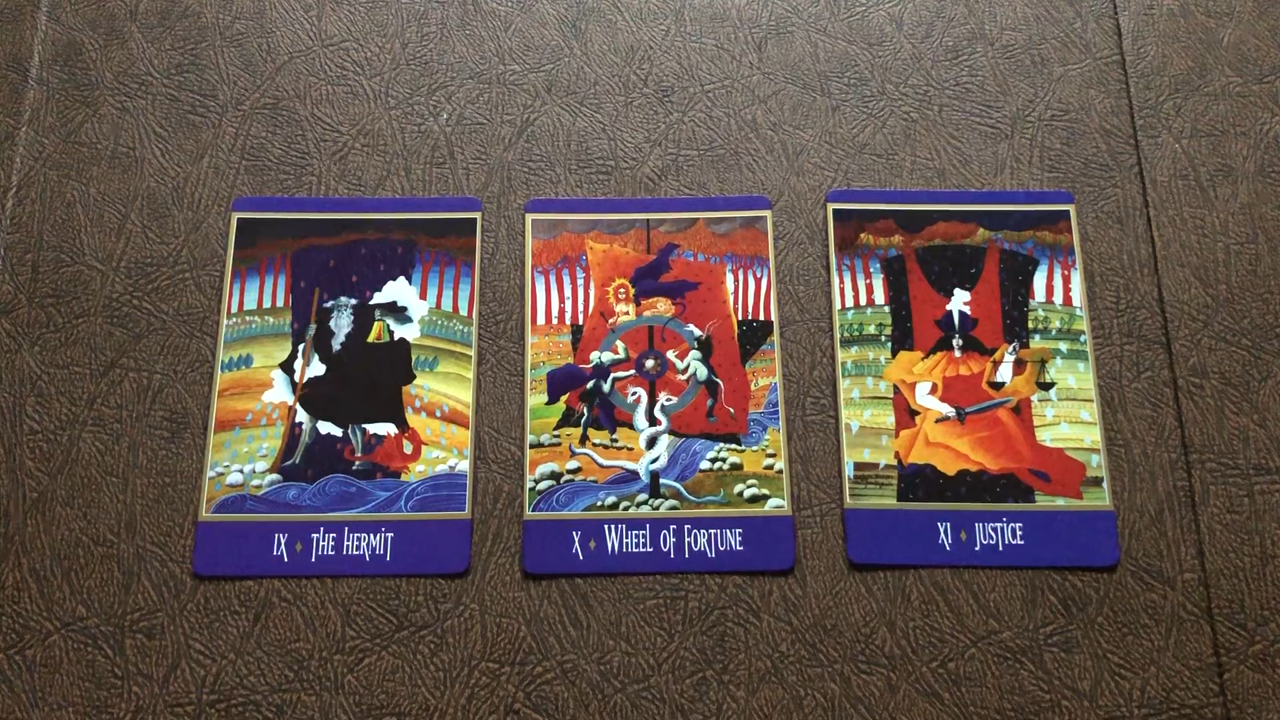 IX ♦ THE HERMIT
X ♦ WHEEL OF FORTUNE
XI ♦ JUSTICE